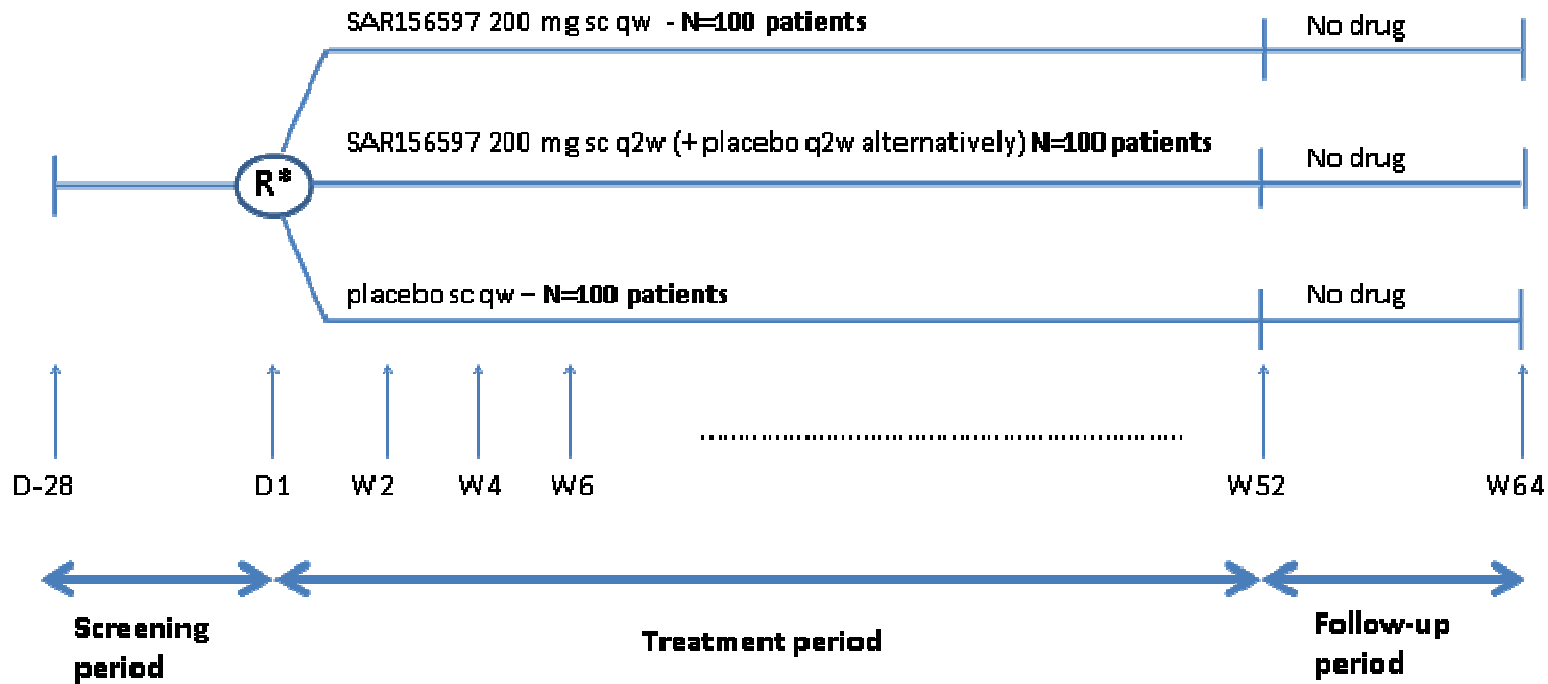 SAR156597 200 mg sc qw - N=100 patients
No drug
SAR156597 200 mg sc q2w (+ placebo q2w alternatively) N=100 patients
No drug
R*
placebo sc qw – N=100 patients
No drug
D-28
D1
W2
W4
W6
W52
W64
Screening
period
Treatment period
Follow-up
period